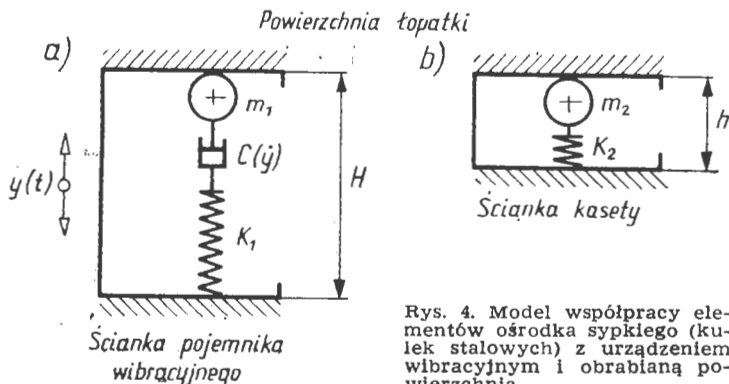 Powierzchnia łopatki
a)
m₁
C(ẏ)
y(t)
H
K₁
Ścianka pojemnika
wibracyjnego
b)
m₂
h
K₂
Ścianka kasety
Rys. 4. Model współpracy ele-
mentów ośrodka sypkiego (ku-
lek stalowych) z urządzeniem
wibracyjnym i obrabianą po-
wierzchnią